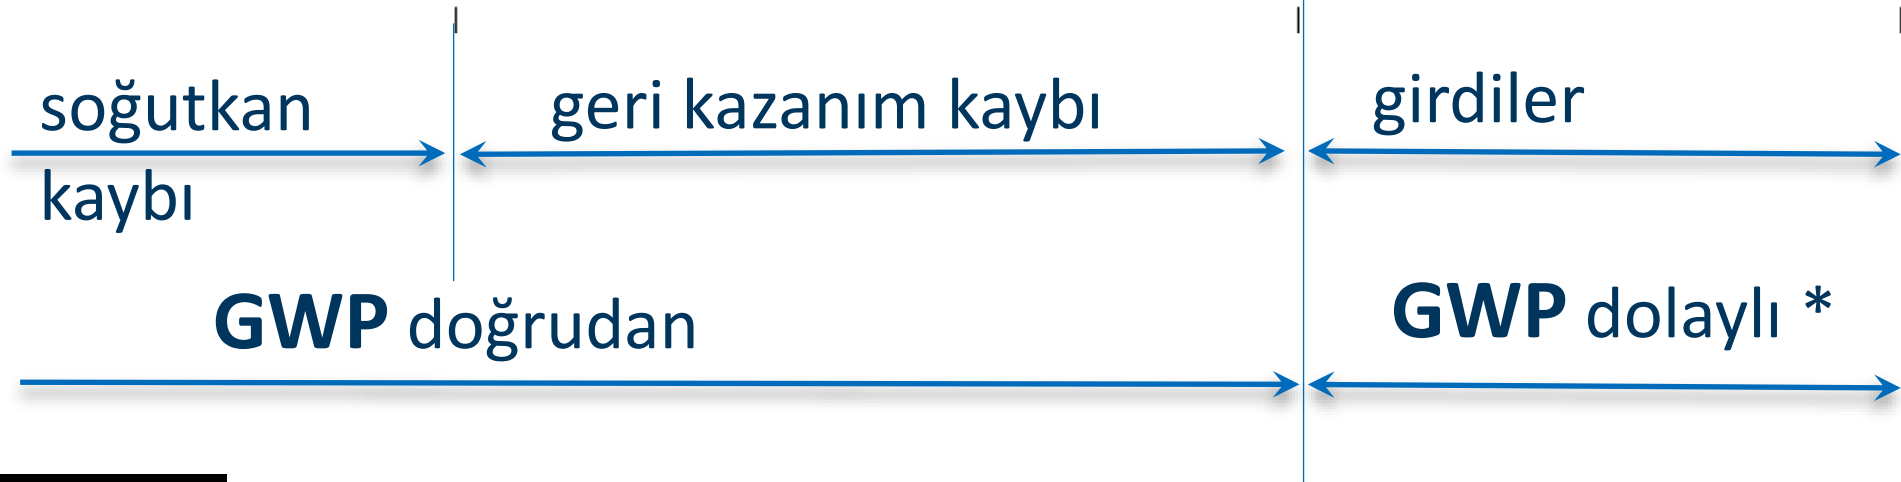 soğutkan
kaybı
geri kazanım kaybı
girdiler
GWP doğrudan
GWP dolaylı *